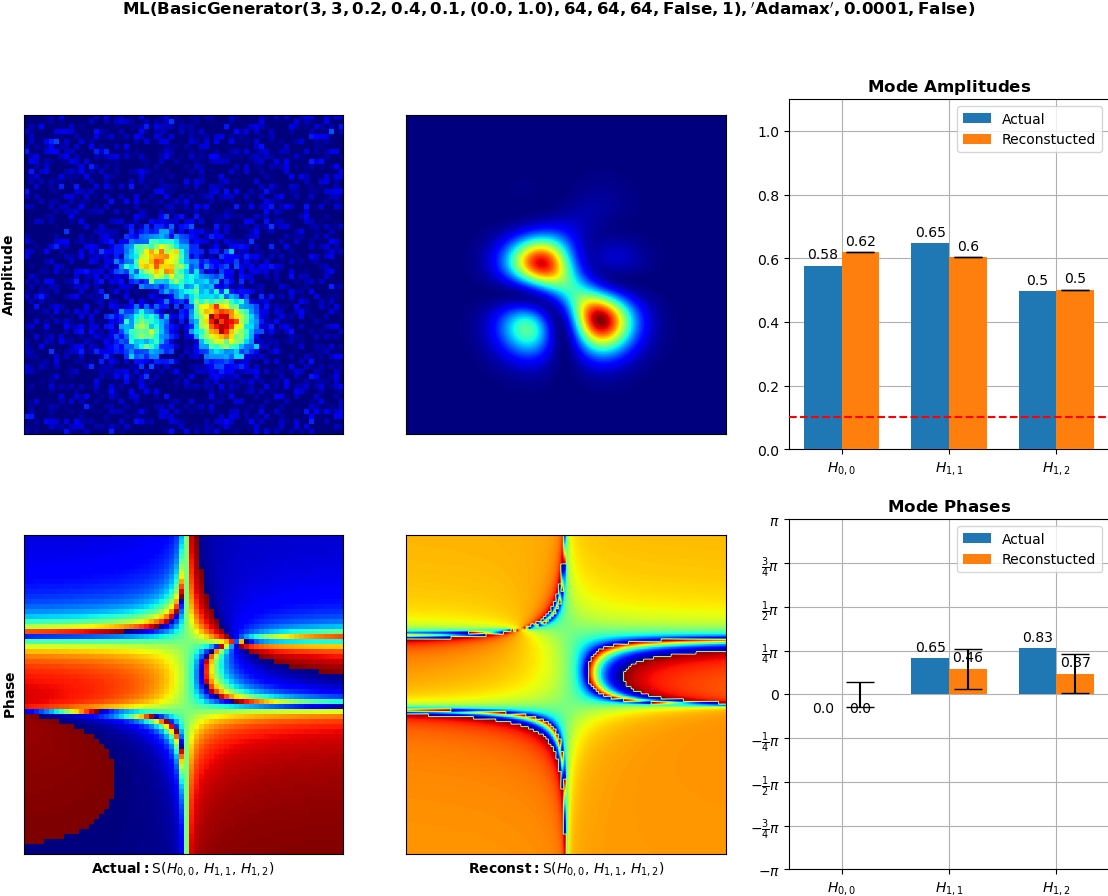 ML(BasicGenerator(3, 3, 0.2, 0.4, 0.1, (0.0, 1.0), 64, 64, 64, False, 1), ′Adamax′, 0.0001, False)
Amplitude
Mode Amplitudes
Actual
Reconstucted
1.0
0.8
0.6
0.4
0.2
0.0
0.58
0.62
0.65
0.6
0.5
0.5
H0,0
H1,1
H1,2
Phase
Actual: S(H0,0, H1,1, H1,2)
Reconst: S(H0,0, H1,1, H1,2)
Mode Phases
Actual
Reconstucted
π
3/4π
1/2π
1/4π
0
−1/4π
−1/2π
−3/4π
−π
0.0
0.0
0.65
0.46
0.83
0.37
H0,0
H1,1
H1,2